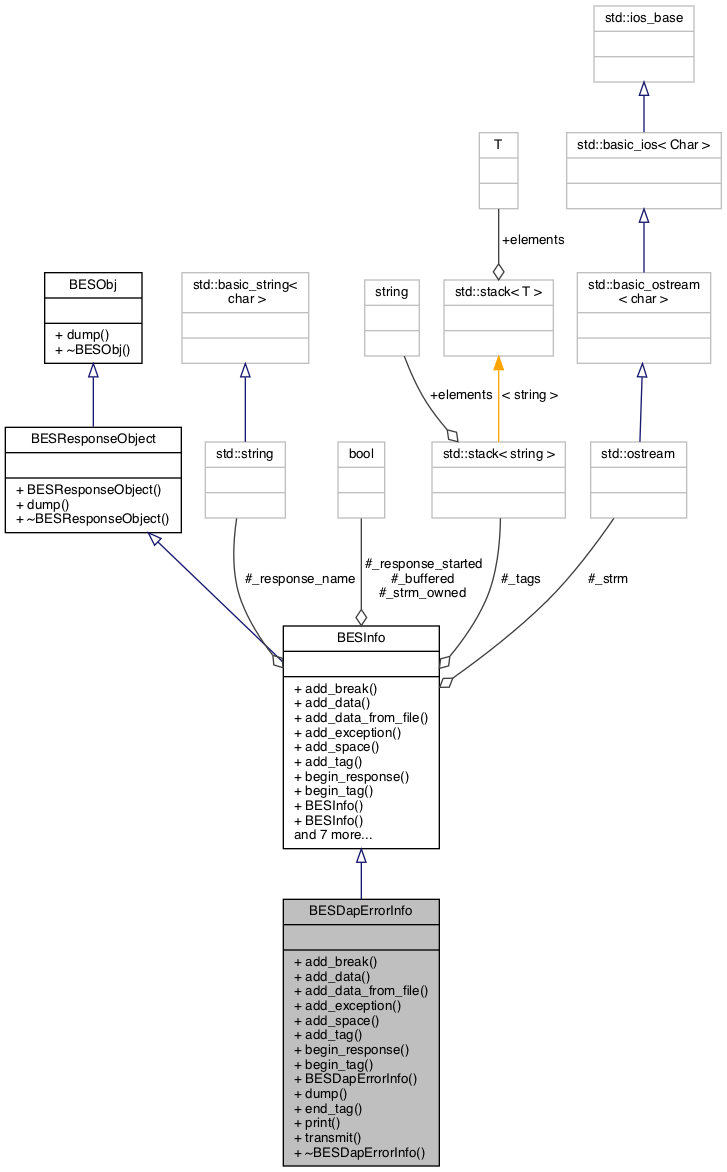 std::ios_base
T
std::basic_ios< Char >
+elements
BESObj
+ dump()
+ ~BESObj()
std::basic_string<
char >
string
std::stack< T >
std::basic_ostream
< char >
+elements
< string >
BESResponseObject
+ BESResponseObject()
+ dump()
+ ~BESResponseObject()
std::string
bool
std::stack< string >
std::ostream
#_response_name
#_response_started
#_buffered
#_strm_owned
#_tags
#_strm
BESInfo
+ add_break()
+ add_data()
+ add_data_from_file()
+ add_exception()
+ add_space()
+ add_tag()
+ begin_response()
+ begin_tag()
+ BESInfo()
+ BESInfo()
and 7 more...
BESDapErrorInfo
+ add_break()
+ add_data()
+ add_data_from_file()
+ add_exception()
+ add_space()
+ add_tag()
+ begin_response()
+ begin_tag()
+ BESDapErrorInfo()
+ dump()
+ end_tag()
+ print()
+ transmit()
+ ~BESDapErrorInfo()